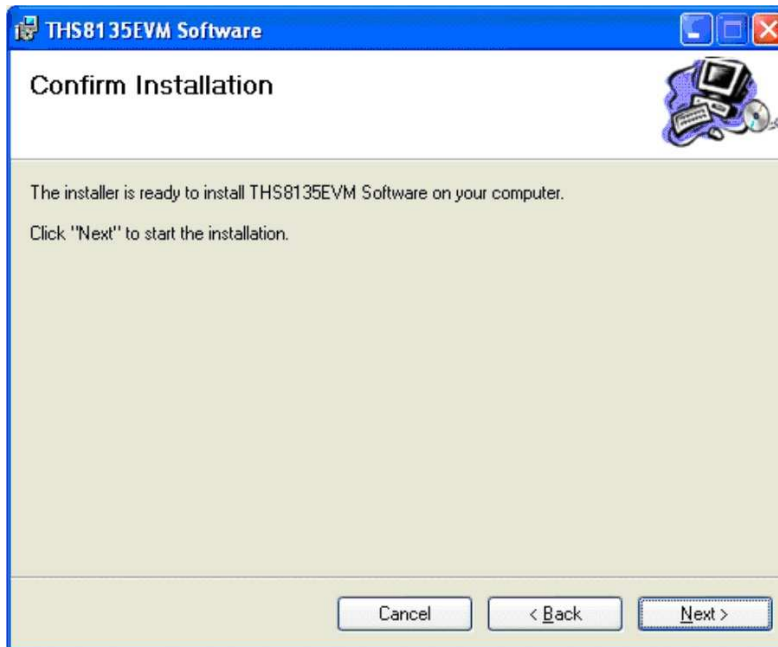 THS8135EVM Software
Confirm Installation
The installer is ready to install THS8135EVM Software on your computer.
Click "Next" to start the installation.
Cancel
< Back
Next >